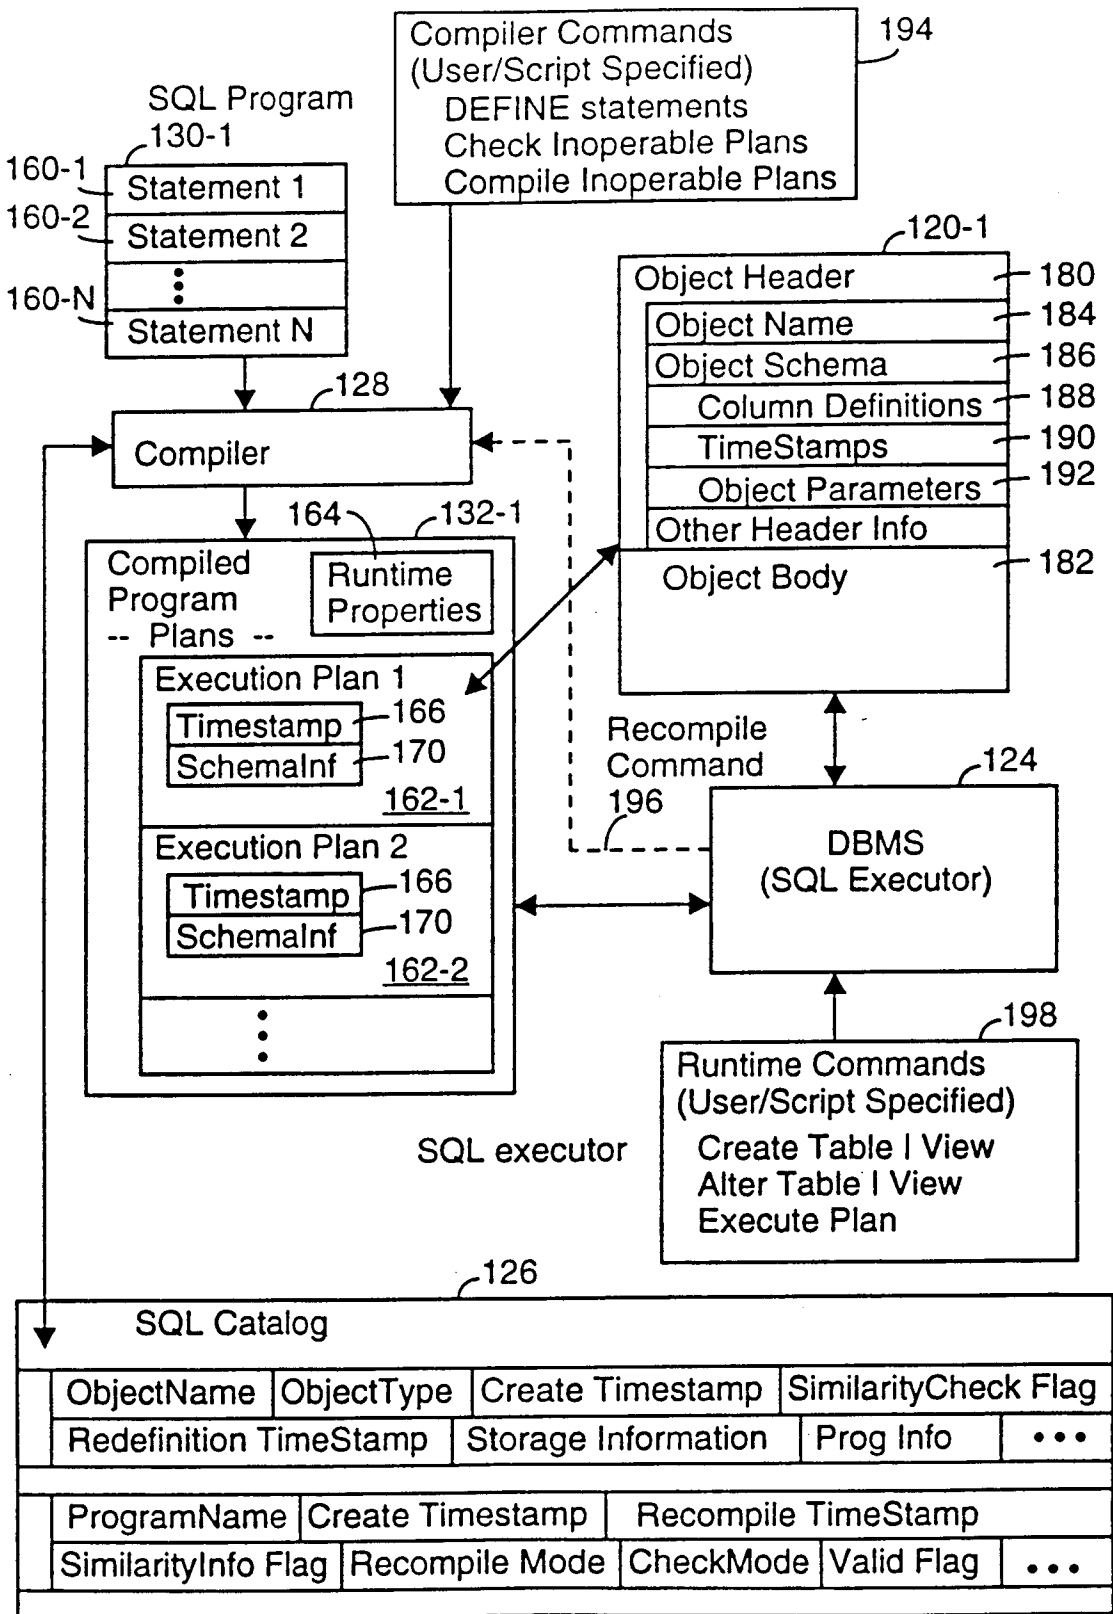 Compiler Commands
(User/Script Specified)
DEFINE statements
Check Inoperable Plans
Compile Inoperable Plans
194
SQL Program
130-1
160-1
Statement 1
160-2
Statement 2
160-N
Statement N
128
Compiler
120-1
Object Header
180
Object Name
184
Object Schema
186
Column Definitions
188
TimeStamps
190
Object Parameters
192
Other Header Info
Object Body
182
164
132-1
Compiled
Program
-- Plans --
Runtime
Properties
Execution Plan 1
Timestamp
166
SchemaInf
170
162-1
Execution Plan 2
Timestamp
166
SchemaInf
170
162-2
Recompile
Command
196
124
DBMS
(SQL Executor)
198
Runtime Commands
(User/Script Specified)
Create Table | View
Alter Table | View
Execute Plan
SQL executor
126
SQL Catalog
ObjectName ObjectType Create Timestamp SimilarityCheck Flag
Redefinition TimeStamp Storage Information Prog Info •••
ProgramName Create Timestamp Recompile TimeStamp
SimilarityInfo Flag Recompile Mode CheckMode Valid Flag •••